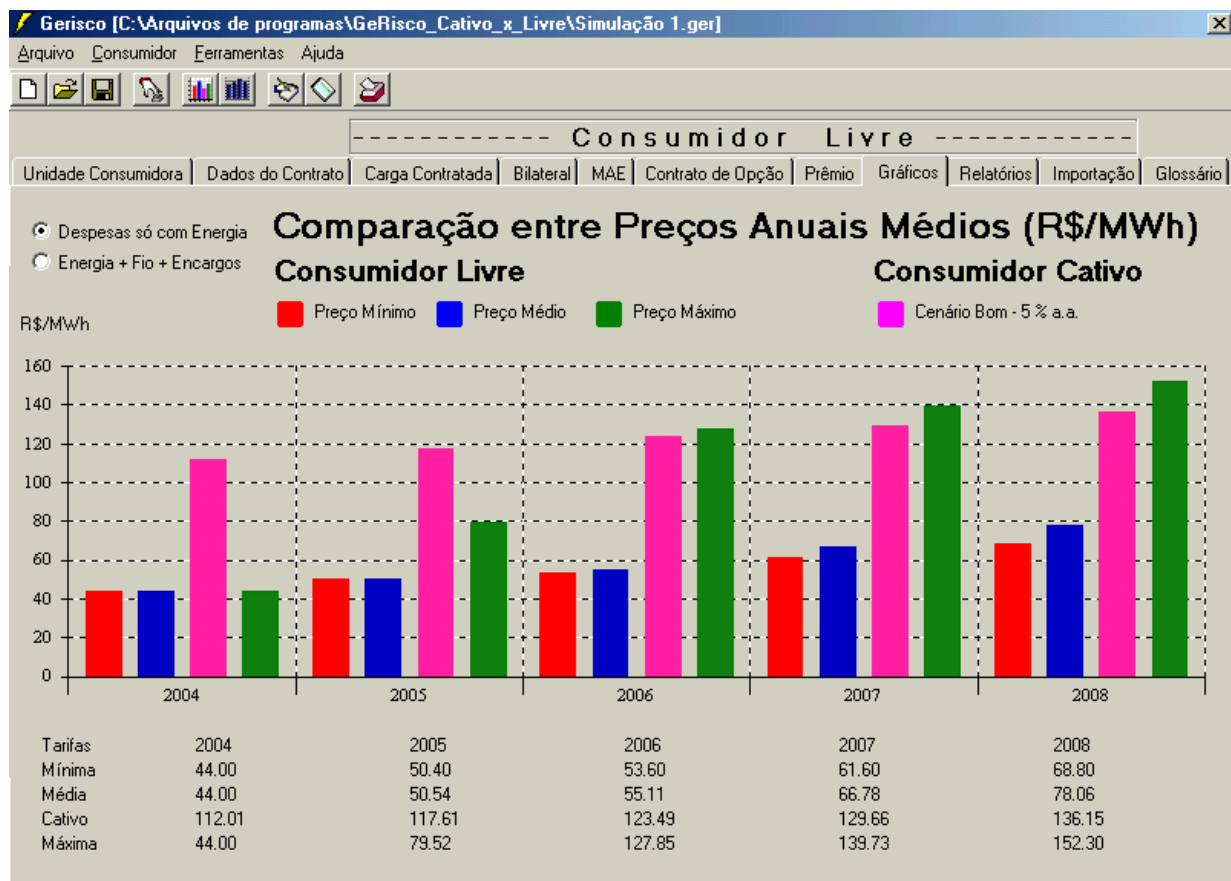 Gerisco [C:\Arquivos de programas\GeRisco_Cativo_x_Livre\Simulação 1.ger]
Arquivo Consumidor Ferramentas Ajuda
------------ Consumidor Livre ------------
Unidade Consumidora Dados do Contrato Carga Contratada Bilateral MAE Contrato de Opção Prêmio Gráficos Relatórios Importação Glossário
Despesas só com Energia
Energia + Fio + Encargos
Comparação entre Preços Anuais Médios (R$/MWh)
Consumidor Livre Consumidor Cativo
Preço Mínimo Preço Médio Preço Máximo Cenário Bom - 5 % a.a.
R$/MWh
160
140
120
100
80
60
40
20
0
2004 2005 2006 2007 2008
Tarifas 2004 2005 2006 2007 2008
Mínima 44.00 50.40 53.60 61.60 68.80
Média 44.00 50.54 55.11 66.78 78.06
Cativo 112.01 117.61 123.49 129.66 136.15
Máxima 44.00 79.52 127.85 139.73 152.30